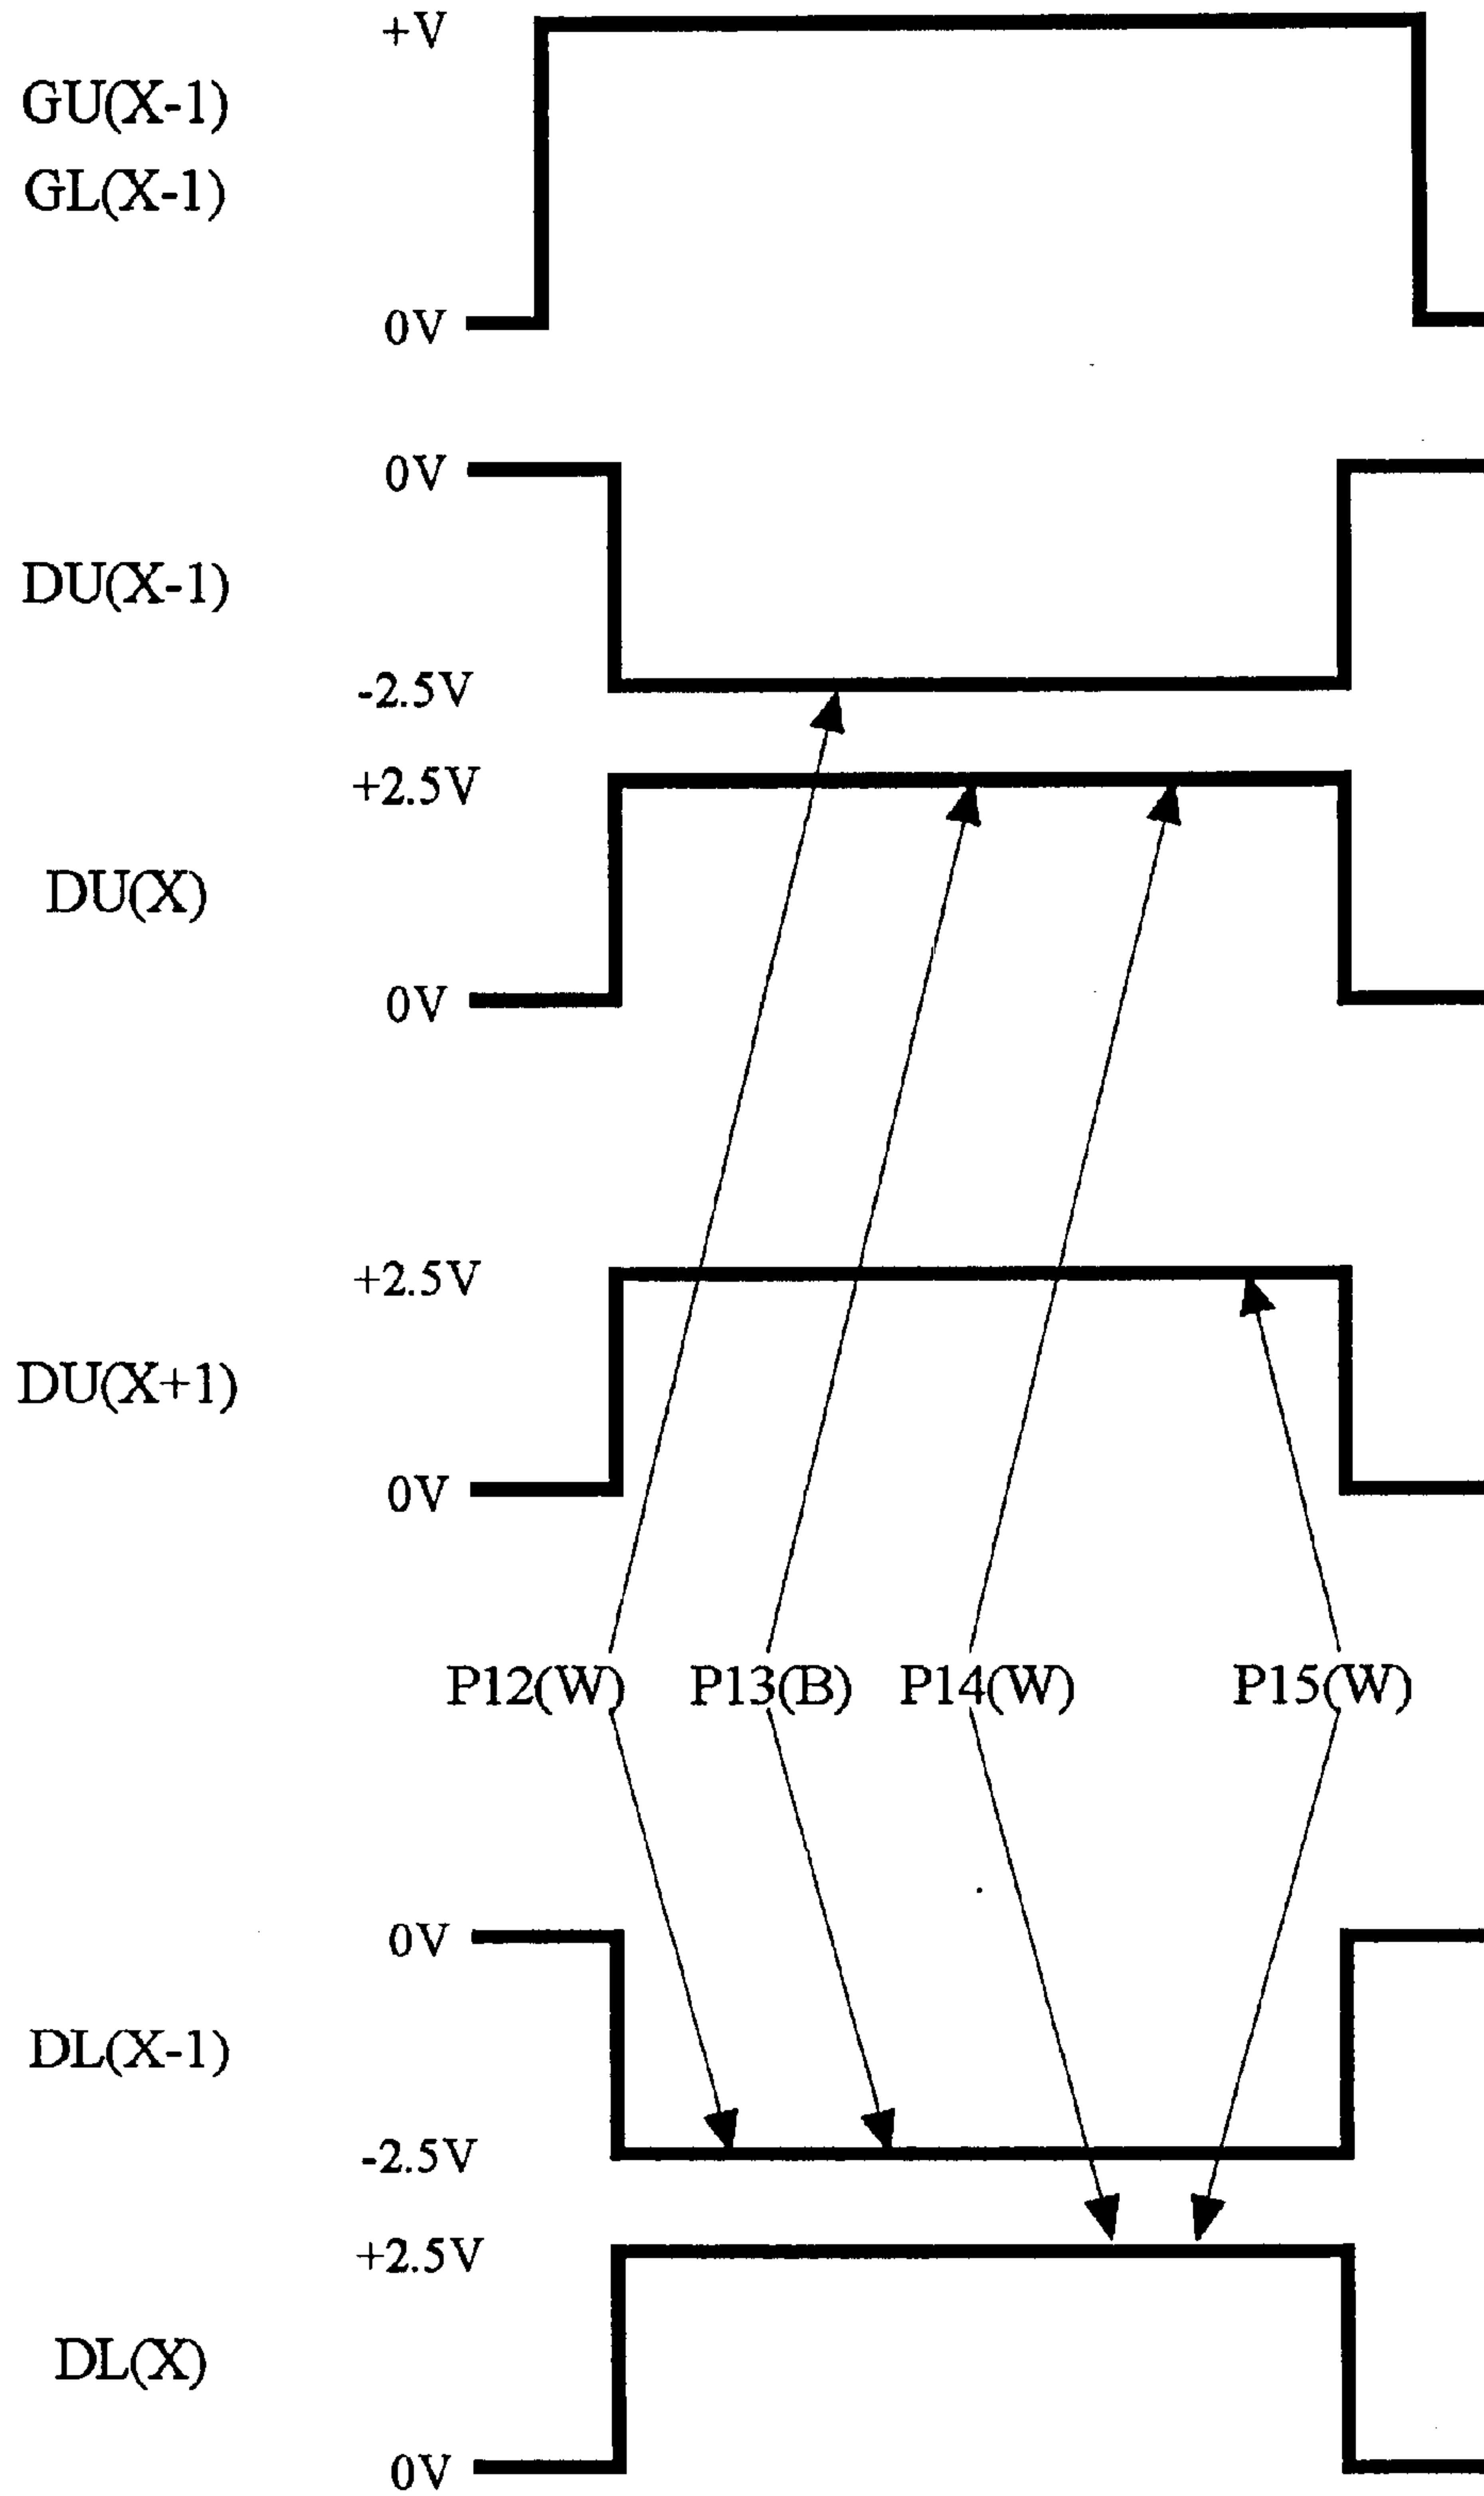 +V
GU(X-1)
GL(X-1)
0V
0V
DU(X-1)
-2.5V
+2.5V
DU(X)
0V
+2.5V
DU(X+1)
0V
P12(W) P13(B) P14(W) P15(W)
0V
DL(X-1)
-2.5V
+2.5V
DL(X)
0V